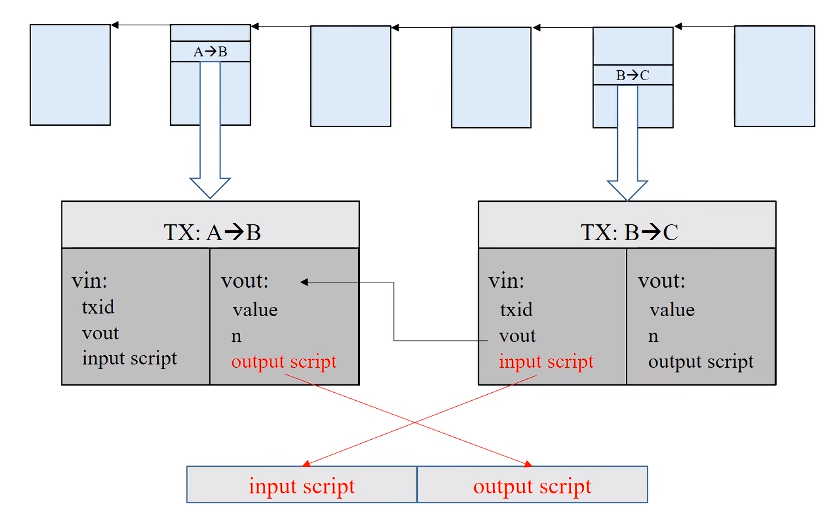 A→B
B→C
TX: A→B
vin:
txid
vout
input script
vout:
value
n
output script
TX: B→C
vin:
txid
vout
input script
vout:
value
n
output script
input script
output script